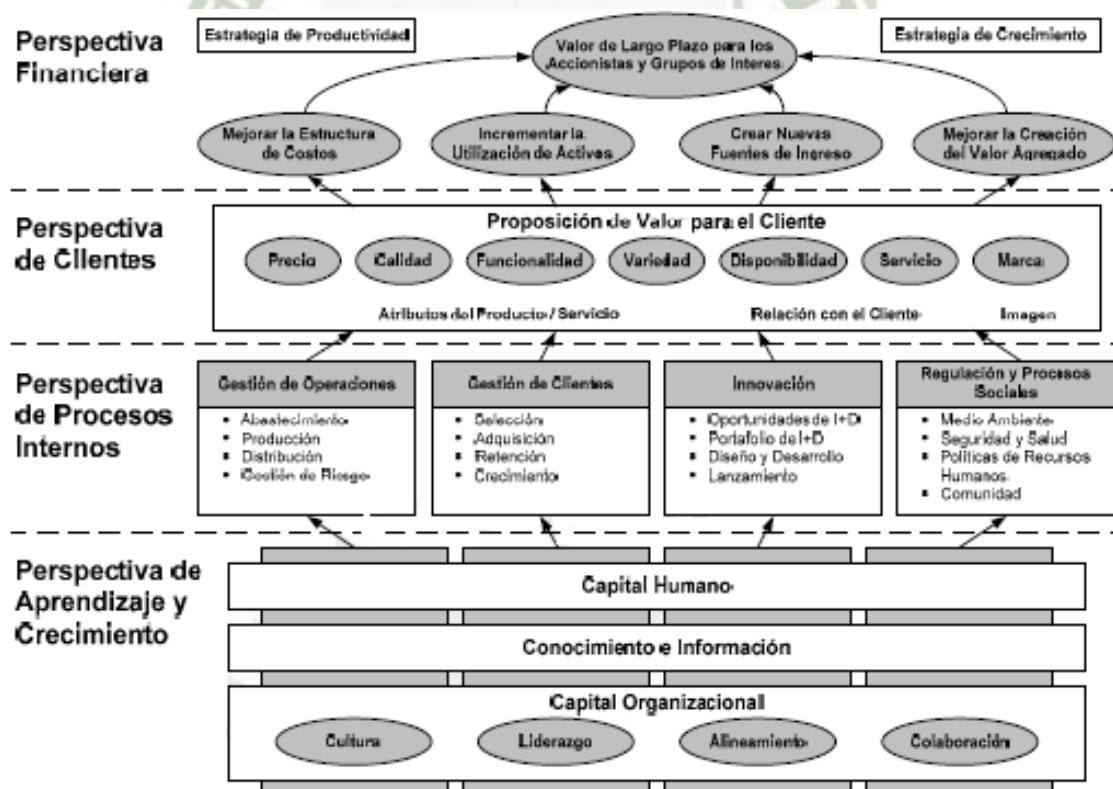 Perspectiva
Financiera
Estrategia de Productividad
Valor de Largo Plazo para los
Accionistas y Grupos de Interes
Estrategia de Crecimiento
Mejorar la Estructura
de Costos
Incrementar la
Utilización de Activos
Crear Nuevas
Fuentes de Ingreso
Mejorar la Creación
del Valor Agregado
Perspectiva
de Clientes
Proposición de Valor para el Cliente
Precio
Calidad
Funcionalidad
Variedad
Disponibilidad
Servicio
Marca
Atributos del Producto / Servicio
Relación con el Cliente
Imagen
Perspectiva
de Procesos
Internos
Gestión de Operaciones
▪ Abastecimiento
▪ Producción
▪ Distribución
▪ Gestión de Riesgo
Gestión de Clientes
▪ Selección
▪ Adquisición
▪ Retención
▪ Crecimiento
Innovación
▪ Oportunidades de I+D
▪ Portafolio de I+D
▪ Diseño y Desarrollo
▪ Lanzamiento
Regulación y Procesos
Sociales
▪ Medio Ambiente
▪ Seguridad y Salud
▪ Políticas de Recursos
Humanos
▪ Comunidad
Perspectiva de
Aprendizaje y
Crecimiento
Capital Humano
Conocimiento e Información
Capital Organizacional
Cultura
Liderazgo
Alineamiento
Colaboración